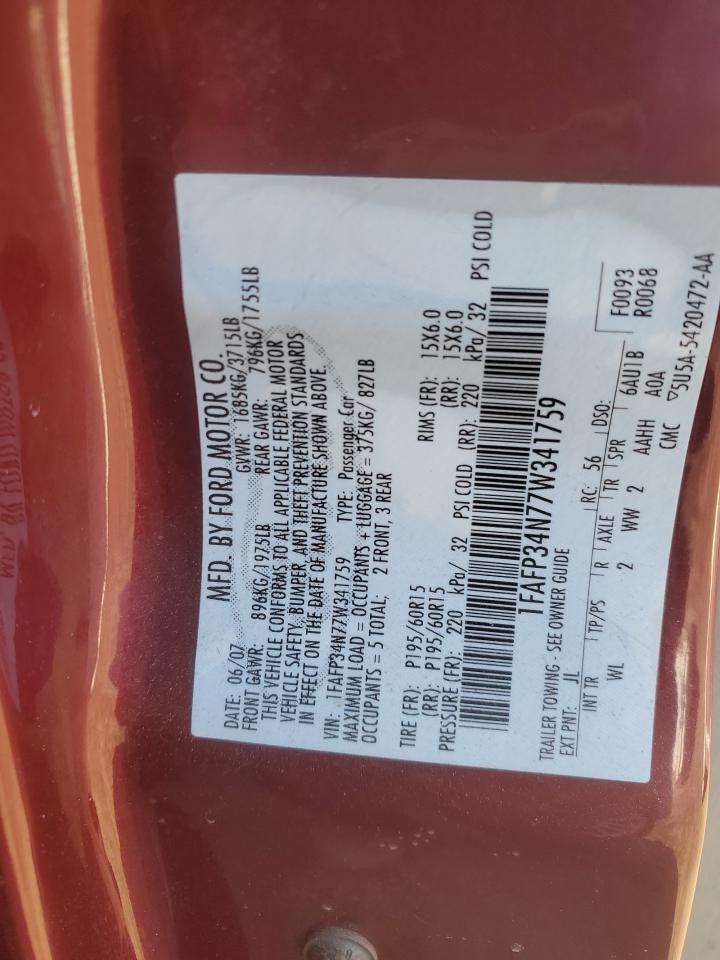 MFD. BY FORD MOTOR CO.
DATE: 06/07 GVWR: 1685KG/3715LB
FRONT GAWR: 896KG/1975LB REAR GAWR: 796KG/1755LB
THIS VEHICLE CONFORMS TO ALL APPLICABLE FEDERAL MOTOR
VEHICLE SAFETY, BUMPER AND THEFT PREVENTION STANDARDS
IN EFFECT ON THE DATE OF MANUFACTURE SHOWN ABOVE.
VIN: 1FAFP34N77W341759 TYPE: Passenger Car
MAXIMUM LOAD = OCCUPANTS + LUGGAGE = 375KG/ 827LB
OCCUPANTS = 5 TOTAL; 2 FRONT, 3 REAR
TIRE (FR): P195/60R15 RIMS (FR): 15X6.0
(RR): P195/60R15 (RR): 15X6.0
PRESSURE (FR): 220 kPa/ 32 PSI COLD (RR): 220 kPa/ 32 PSI COLD
1FAFP34N77W341759
TRAILER TOWING - SEE OWNER GUIDE
EXT PNT: JL RC: 56 DSO: F0093
INT TR TP/PS R AXLE TR SPR R0068
WL 2 WW 2 AAHH 6AU1B
CMC A0A
▽5U5A-5420472-AA